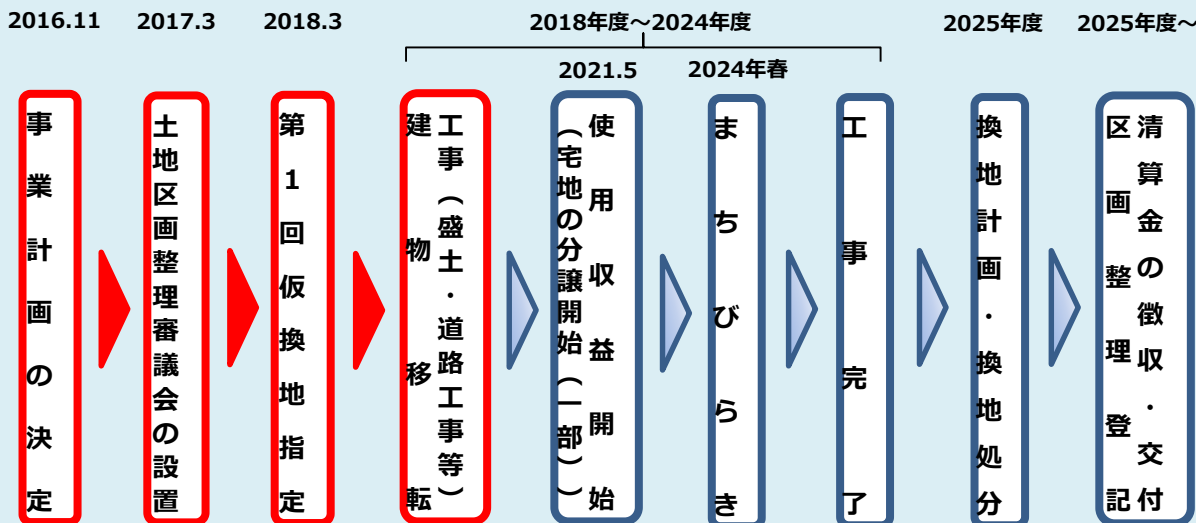 2016.11
2017.3
2018.3
2018年度～2024年度
2021.5
2024年春
2025年度
2025年度～
事業計画の決定
土地区画整理審議会の設置
第１回仮換地指定
工事（盛土・道路工事等）
建物移転
使用収益開始
（宅地の分譲開始（一部））
まちびらき
工事完了
換地計画・換地処分
清算金の徴収・交付
区画整理登記